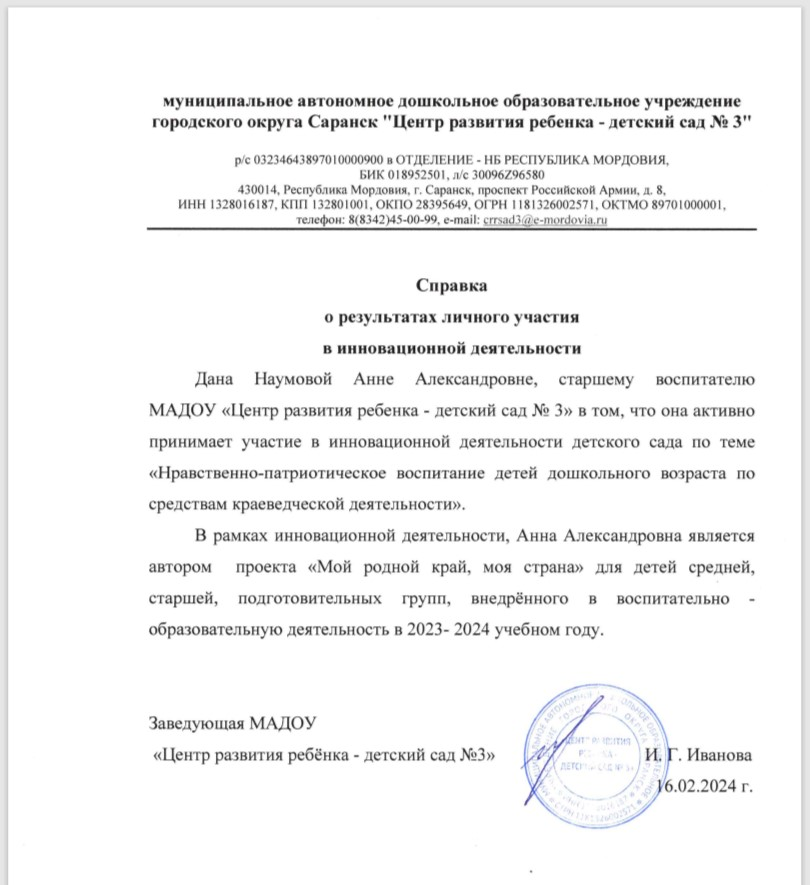 муниципальное автономное дошкольное образовательное учреждение
городского округа Саранск "Центр развития ребенка - детский сад № 3"
р/с 03234643897010000900 в ОТДЕЛЕНИЕ - НБ РЕСПУБЛИКА МОРДОВИЯ,
БИК 018952501, л/с 30096Z96580
430014, Республика Мордовия, г. Саранск, проспект Российской Армии, д. 8,
ИНН 1328016187, КПП 132801001, ОКПО 28395649, ОГРН 1181326002571, ОКТМО 89701000001,
телефон: 8(8342)45-00-99, e-mail: crrsad3@e-mordovia.ru
Справка
о результатах личного участия
в инновационной деятельности
Дана Наумовой Анне Александровне, старшему воспитателю
МАДОУ «Центр развития ребенка - детский сад № 3» в том, что она активно
принимает участие в инновационной деятельности детского сада по теме
«Нравственно-патриотическое воспитание детей дошкольного возраста по
средствам краеведческой деятельности».
В рамках инновационной деятельности, Анна Александровна является
автором проекта «Мой родной край, моя страна» для детей средней,
старшей, подготовительных групп, внедрённого в воспитательно -
образовательную деятельность в 2023- 2024 учебном году.
Заведующая МАДОУ
«Центр развития ребёнка - детский сад №3» И. Г. Иванова
16.02.2024 г.